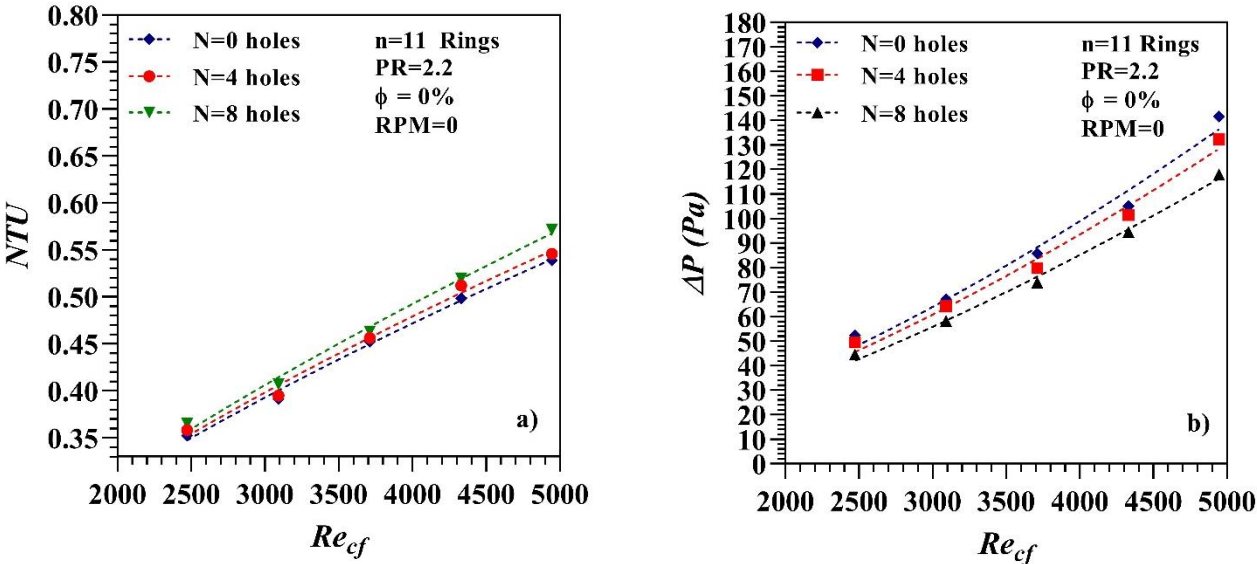 0.80
0.75
0.70
0.65
0.60
0.55
0.50
0.45
0.40
0.35
NTU
N=0 holes
N=4 holes
N=8 holes
n=11 Rings
PR=2.2
ϕ = 0%
RPM=0
a)
2000 2500 3000 3500 4000 4500 5000
Re_cf
180
170
160
150
140
130
120
110
100
90
80
70
60
50
40
30
20
10
0
ΔP (Pa)
N=0 holes
N=4 holes
N=8 holes
n=11 Rings
PR=2.2
ϕ = 0%
RPM=0
b)
2000 2500 3000 3500 4000 4500 5000
Re_cf